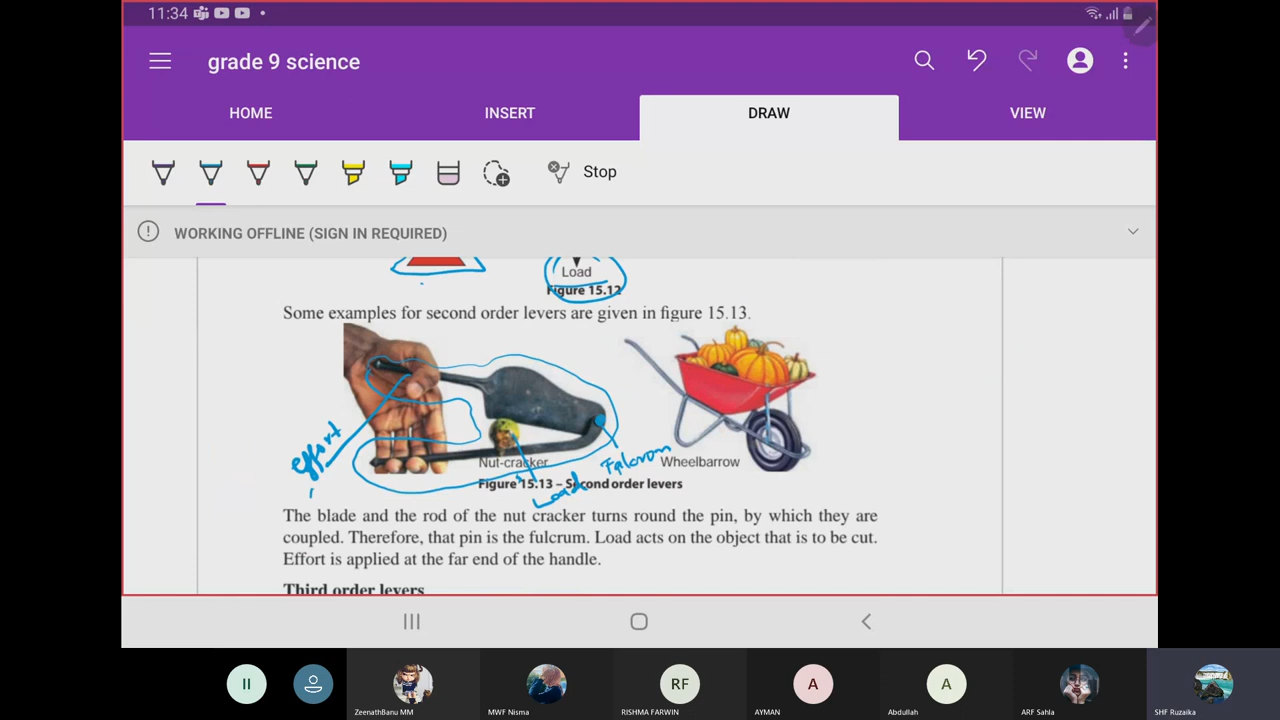 11:34
grade 9 science
HOME INSERT DRAW VIEW
Stop
WORKING OFFLINE (SIGN IN REQUIRED)
Load
Figure 15.12
Some examples for second order levers are given in figure 15.13.
Effort
Falcrom
Nut-cracker
Wheelbarrow
Load
Figure 15.13 – Second order levers
The blade and the rod of the nut cracker turns round the pin, by which they are
coupled. Therefore, that pin is the fulcrum. Load acts on the object that is to be cut.
Effort is applied at the far end of the handle.
Third order levers
II
RF
A
A
ZeenathBanu MM
MWF Nisma
RISHMA FARWIN
AYMAN
Abdullah
ARF Sahla
SHF Ruzaika